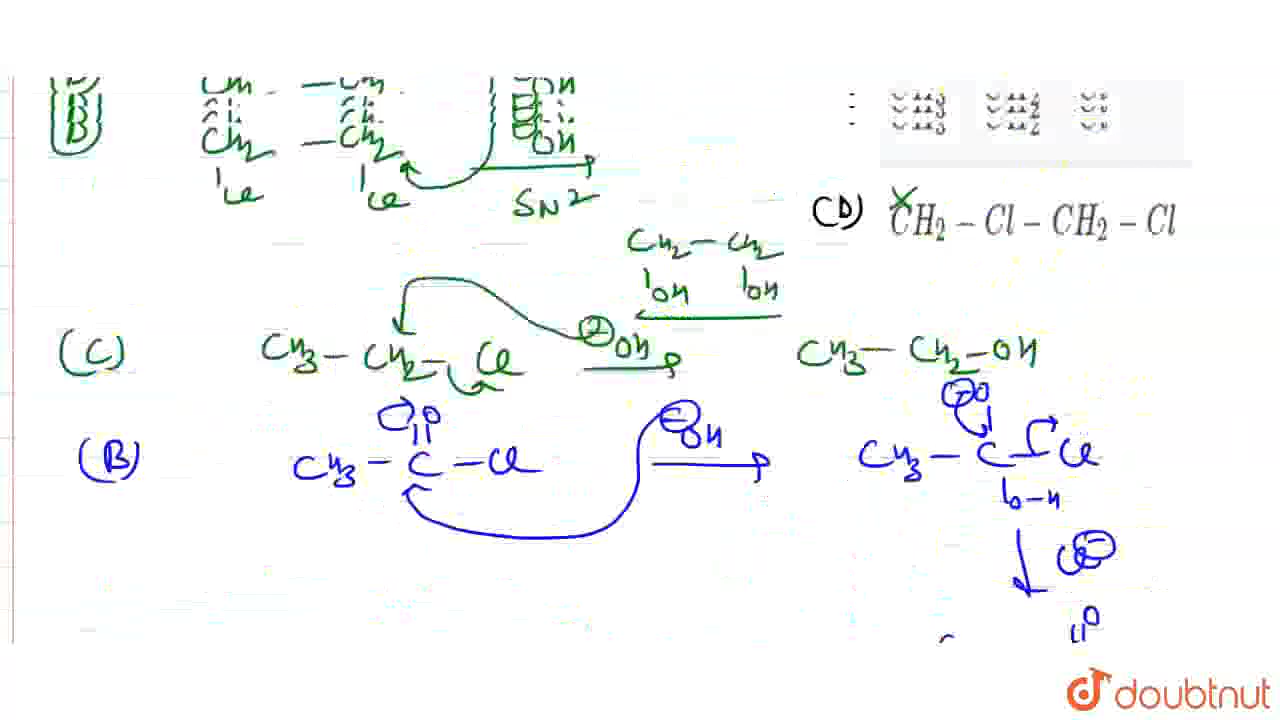 CH2 — CH2 OH
Cl Cl SN2
(D) CH2 − Cl − CH2 − Cl
CH2 — CH2
OH OH
(C) CH3 — CH2 — Cl ⊖OH CH3 — CH2 — OH
O ⊖O
(B) CH3 — C — Cl ⊖OH CH3 — C — Cl
O—H
Cl⊖
O
doubtnut